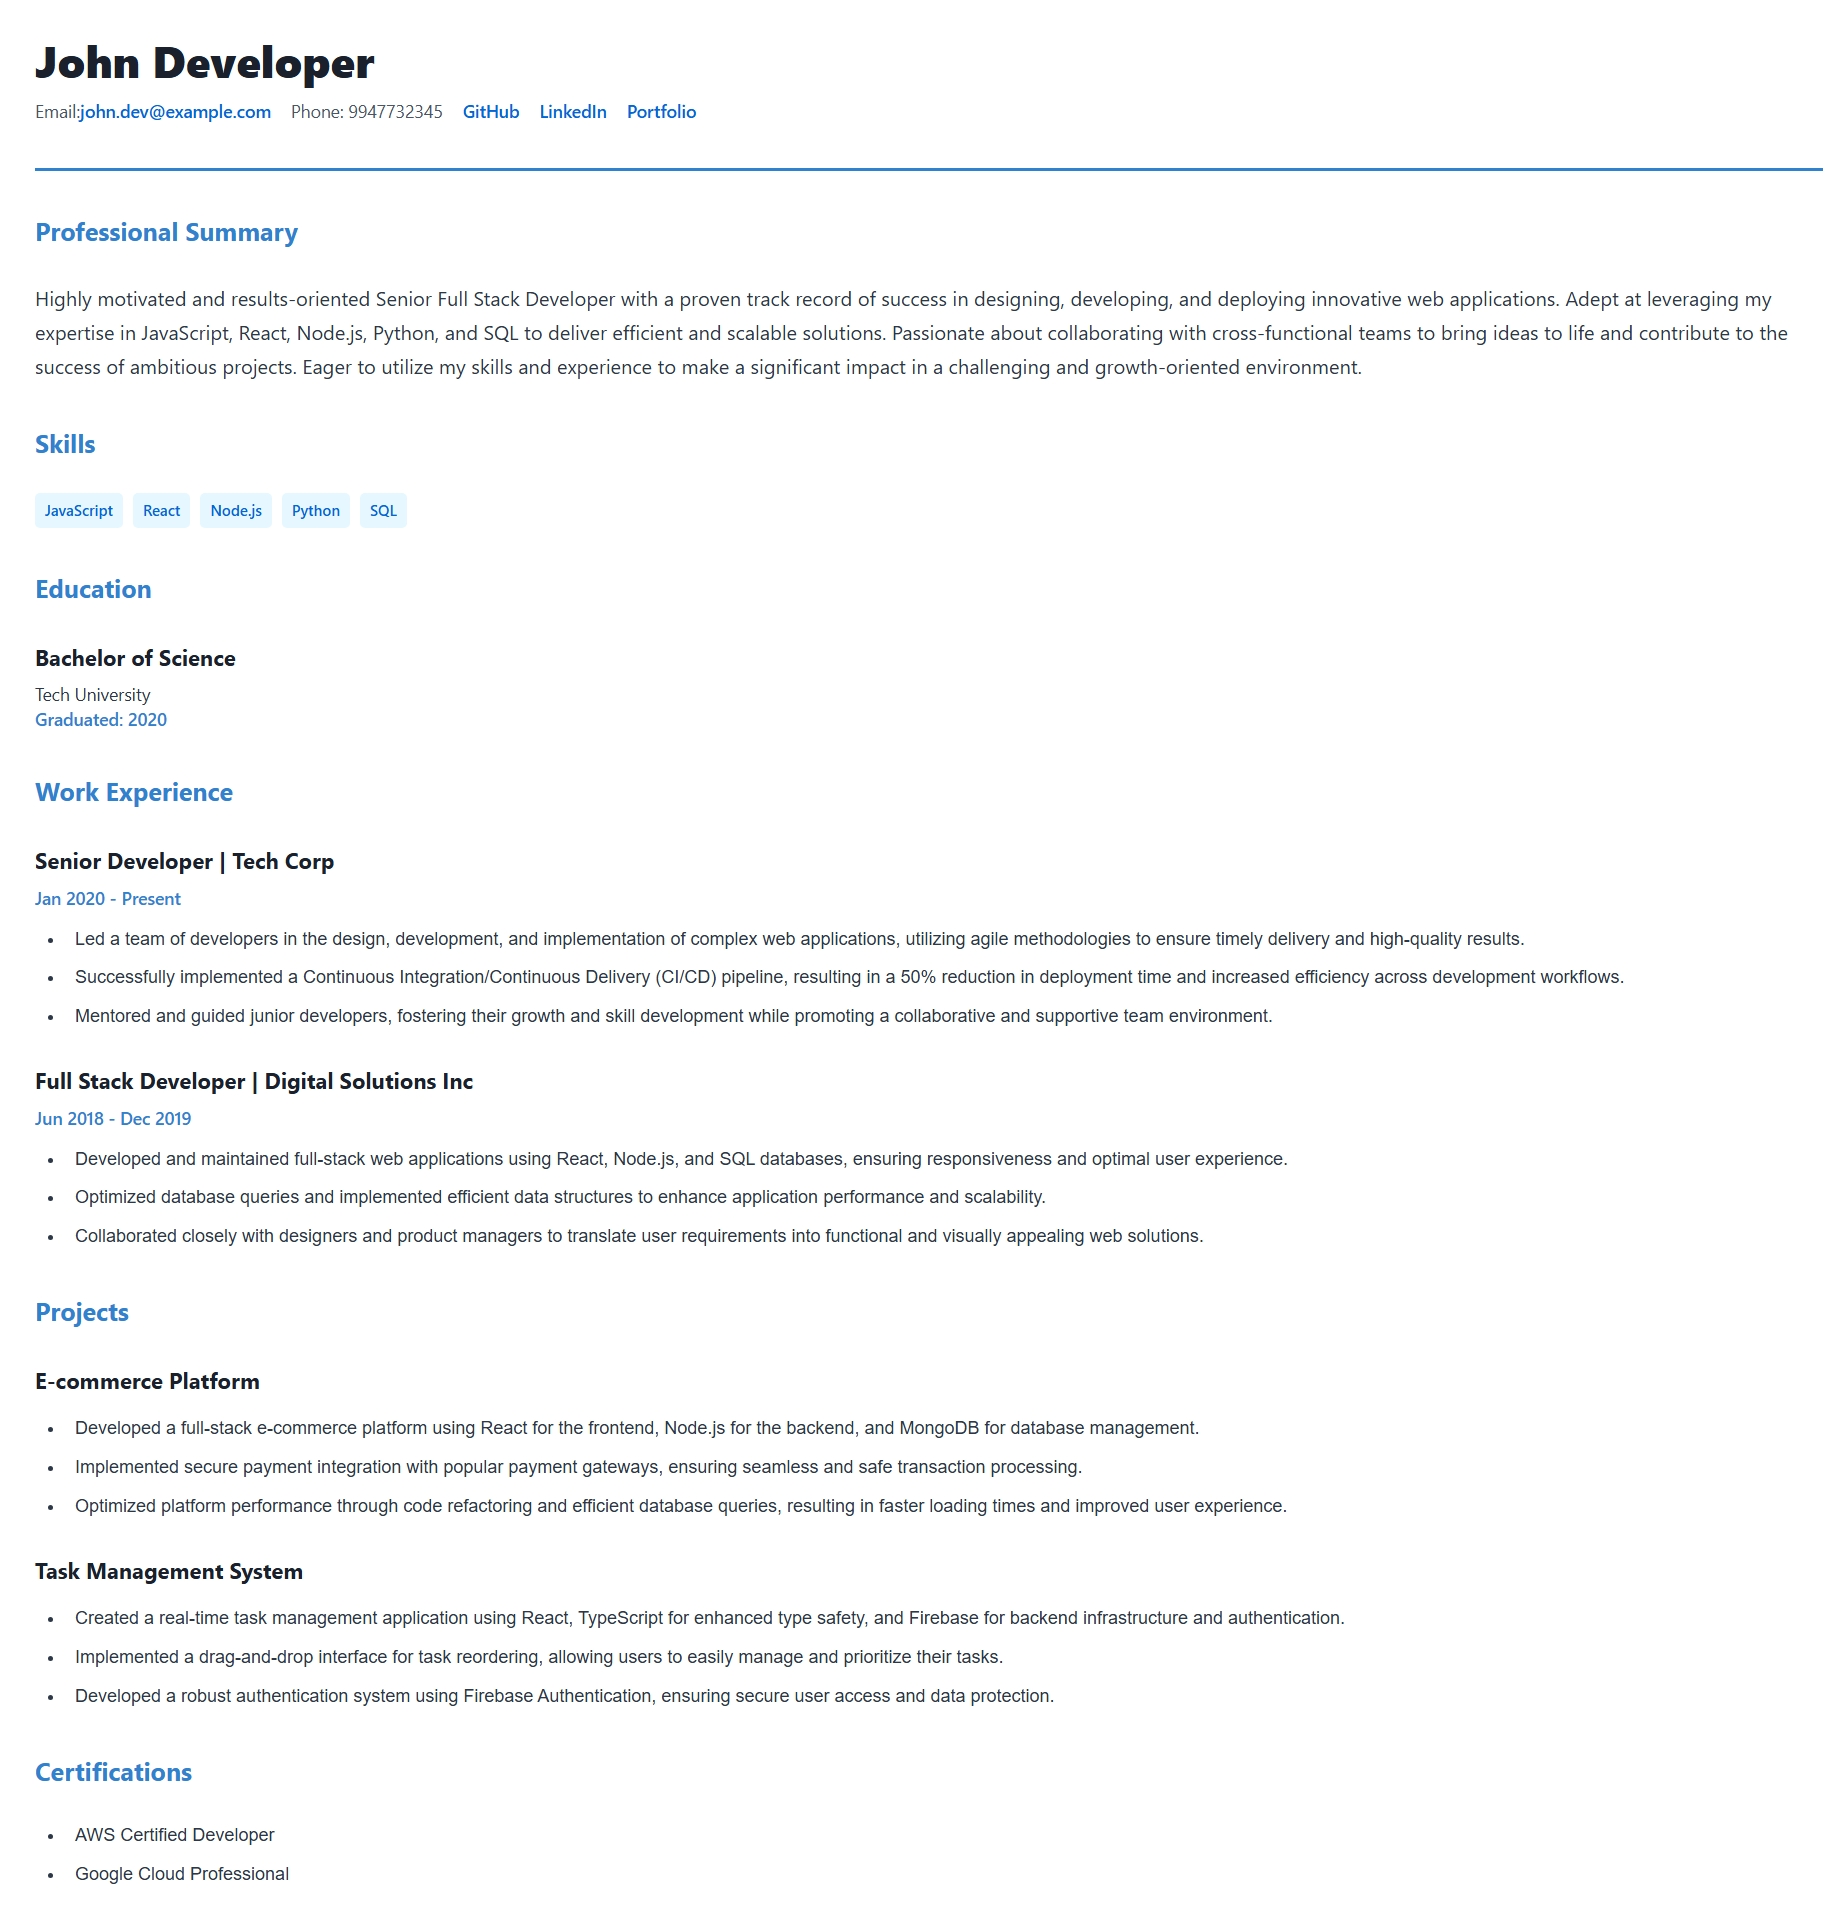 John Developer
Email:john.dev@example.com Phone: 9947732345 GitHub LinkedIn Portfolio
Professional Summary
Highly motivated and results-oriented Senior Full Stack Developer with a proven track record of success in designing, developing, and deploying innovative web applications. Adept at leveraging my
expertise in JavaScript, React, Node.js, Python, and SQL to deliver efficient and scalable solutions. Passionate about collaborating with cross-functional teams to bring ideas to life and contribute to the
success of ambitious projects. Eager to utilize my skills and experience to make a significant impact in a challenging and growth-oriented environment.
Skills
JavaScript React Node.js Python SQL
Education
Bachelor of Science
Tech University
Graduated: 2020
Work Experience
Senior Developer | Tech Corp
Jan 2020 - Present
• Led a team of developers in the design, development, and implementation of complex web applications, utilizing agile methodologies to ensure timely delivery and high-quality results.
• Successfully implemented a Continuous Integration/Continuous Delivery (CI/CD) pipeline, resulting in a 50% reduction in deployment time and increased efficiency across development workflows.
• Mentored and guided junior developers, fostering their growth and skill development while promoting a collaborative and supportive team environment.
Full Stack Developer | Digital Solutions Inc
Jun 2018 - Dec 2019
• Developed and maintained full-stack web applications using React, Node.js, and SQL databases, ensuring responsiveness and optimal user experience.
• Optimized database queries and implemented efficient data structures to enhance application performance and scalability.
• Collaborated closely with designers and product managers to translate user requirements into functional and visually appealing web solutions.
Projects
E-commerce Platform
• Developed a full-stack e-commerce platform using React for the frontend, Node.js for the backend, and MongoDB for database management.
• Implemented secure payment integration with popular payment gateways, ensuring seamless and safe transaction processing.
• Optimized platform performance through code refactoring and efficient database queries, resulting in faster loading times and improved user experience.
Task Management System
• Created a real-time task management application using React, TypeScript for enhanced type safety, and Firebase for backend infrastructure and authentication.
• Implemented a drag-and-drop interface for task reordering, allowing users to easily manage and prioritize their tasks.
• Developed a robust authentication system using Firebase Authentication, ensuring secure user access and data protection.
Certifications
• AWS Certified Developer
• Google Cloud Professional